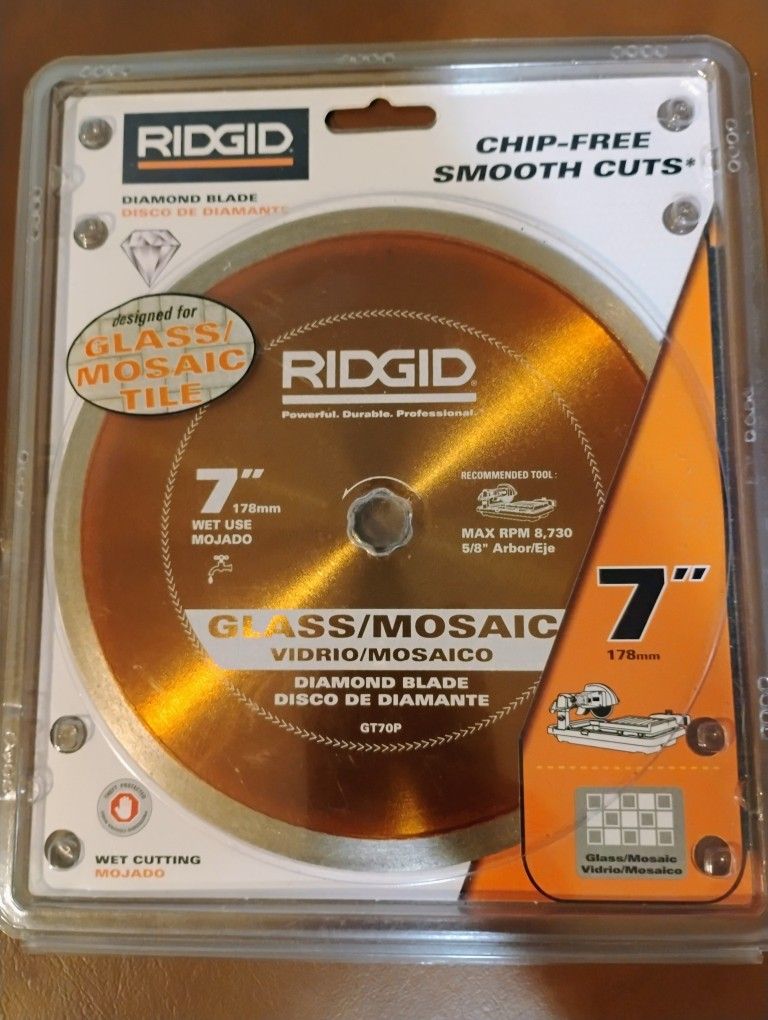 RIDGID
CHIP-FREE
SMOOTH CUTS*
DIAMOND BLADE
DISCO DE DIAMANTE
designed for
GLASS/
MOSAIC
TILE
RIDGID®
Powerful. Durable. Professional.
7"
178mm
WET USE
MOJADO
RECOMMENDED TOOL:
MAX RPM 8,730
5/8" Arbor/Eje
GLASS/MOSAIC
VIDRIO/MOSAICO
DIAMOND BLADE
DISCO DE DIAMANTE
GT70P
7"
178mm
THEFT PROTECTED
WET CUTTING
MOJADO
Glass/Mosaic
Vidrio/Mosaico